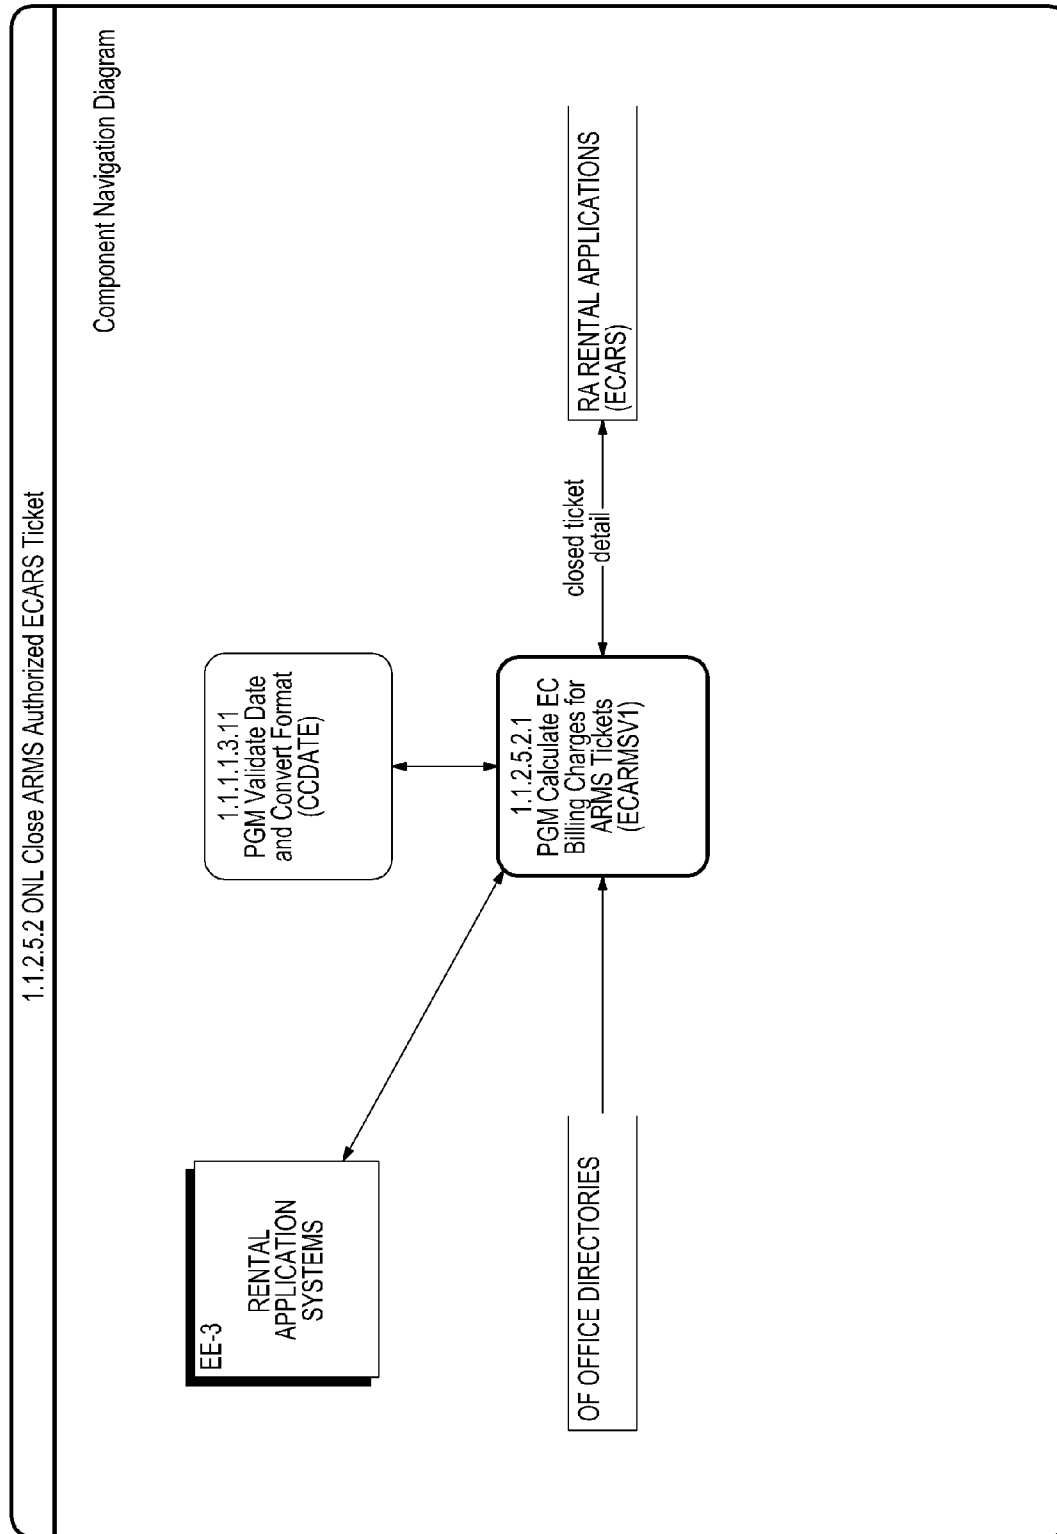 1.1.2.5.2 ONL Close ARMS Authorized ECARS Ticket
Component Navigation Diagram
EE-3
RENTAL
APPLICATION
SYSTEMS
1.1.1.1.3.11
PGM Validate Date
and Convert Format
(CCDATE)
OF OFFICE DIRECTORIES
1.1.2.5.2.1
PGM Calculate EC
Billing Charges for
ARMS Tickets
(ECARMSV1)
closed ticket
detail
RA RENTAL APPLICATIONS
(ECARS)